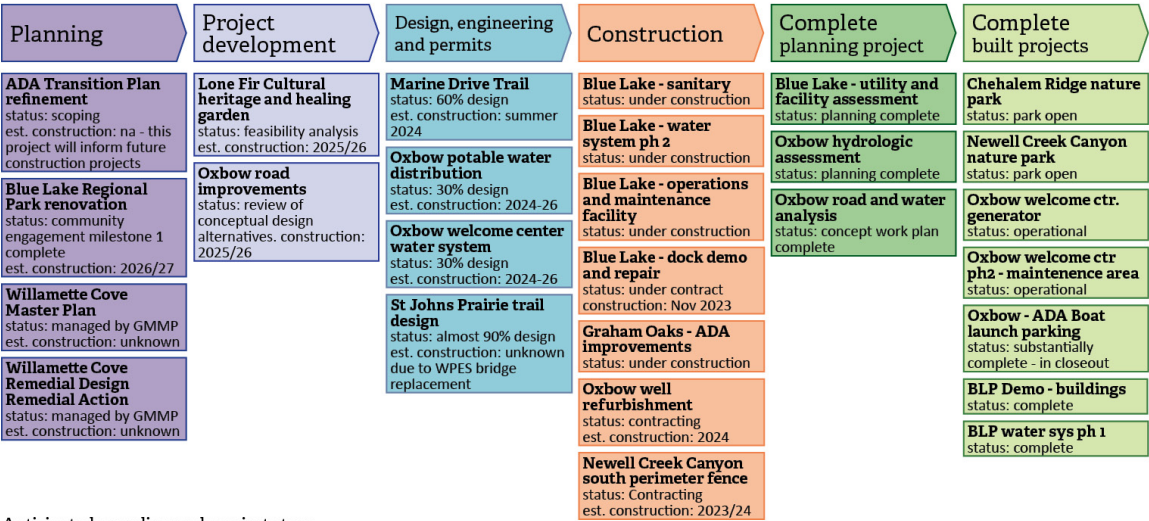 Planning
Project
development
Design, engineering
and permits
Construction
Complete
planning project
Complete
built projects
ADA Transition Plan
refinement
status: scoping
est. construction: na - this
project will inform future
construction projects
Blue Lake Regional
Park renovation
status: community
engagement milestone 1
complete
est. construction: 2026/27
Willamette Cove
Master Plan
status: managed by GMMP
est. construction: unknown
Willamette Cove
Remedial Design
Remedial Action
status: managed by GMMP
est. construction: unknown
Lone Fir Cultural
heritage and healing
garden
status: feasibility analysis
est. construction: 2025/26
Oxbow road
improvements
status: review of
conceptual design
alternatives. construction:
2025/26
Marine Drive Trail
status: 60% design
est. construction: summer
2024
Oxbow potable water
distribution
status: 30% design
est. construction: 2024-26
Oxbow welcome center
water system
status: 30% design
est. construction: 2024-26
St Johns Prairie trail
design
status: almost 90% design
est. construction: unknown
due to WPES bridge
replacement
Blue Lake - sanitary
status: under construction
Blue Lake - water
system ph 2
status: under construction
Blue Lake - operations
and maintenance
facility
status: under construction
Blue Lake - dock demo
and repair
status: under contract
construction: Nov 2023
Graham Oaks - ADA
improvements
status: under construction
Oxbow well
refurbishment
status: contracting
est. construction: 2024
Newell Creek Canyon
south perimeter fence
status: Contracting
est. construction: 2023/24
Blue Lake - utility and
facility assessment
status: planning complete
Oxbow hydrologic
assessment
status: planning complete
Oxbow road and water
analysis
status: concept work plan
complete
Chehalem Ridge nature
park
status: park open
Newell Creek Canyon
nature park
status: park open
Oxbow welcome ctr.
generator
status: operational
Oxbow welcome ctr
ph2 - maintenence area
status: operational
Oxbow - ADA Boat
launch parking
status: substantially
complete - in closeout
BLP Demo - buildings
status: complete
BLP water sys ph 1
status: complete